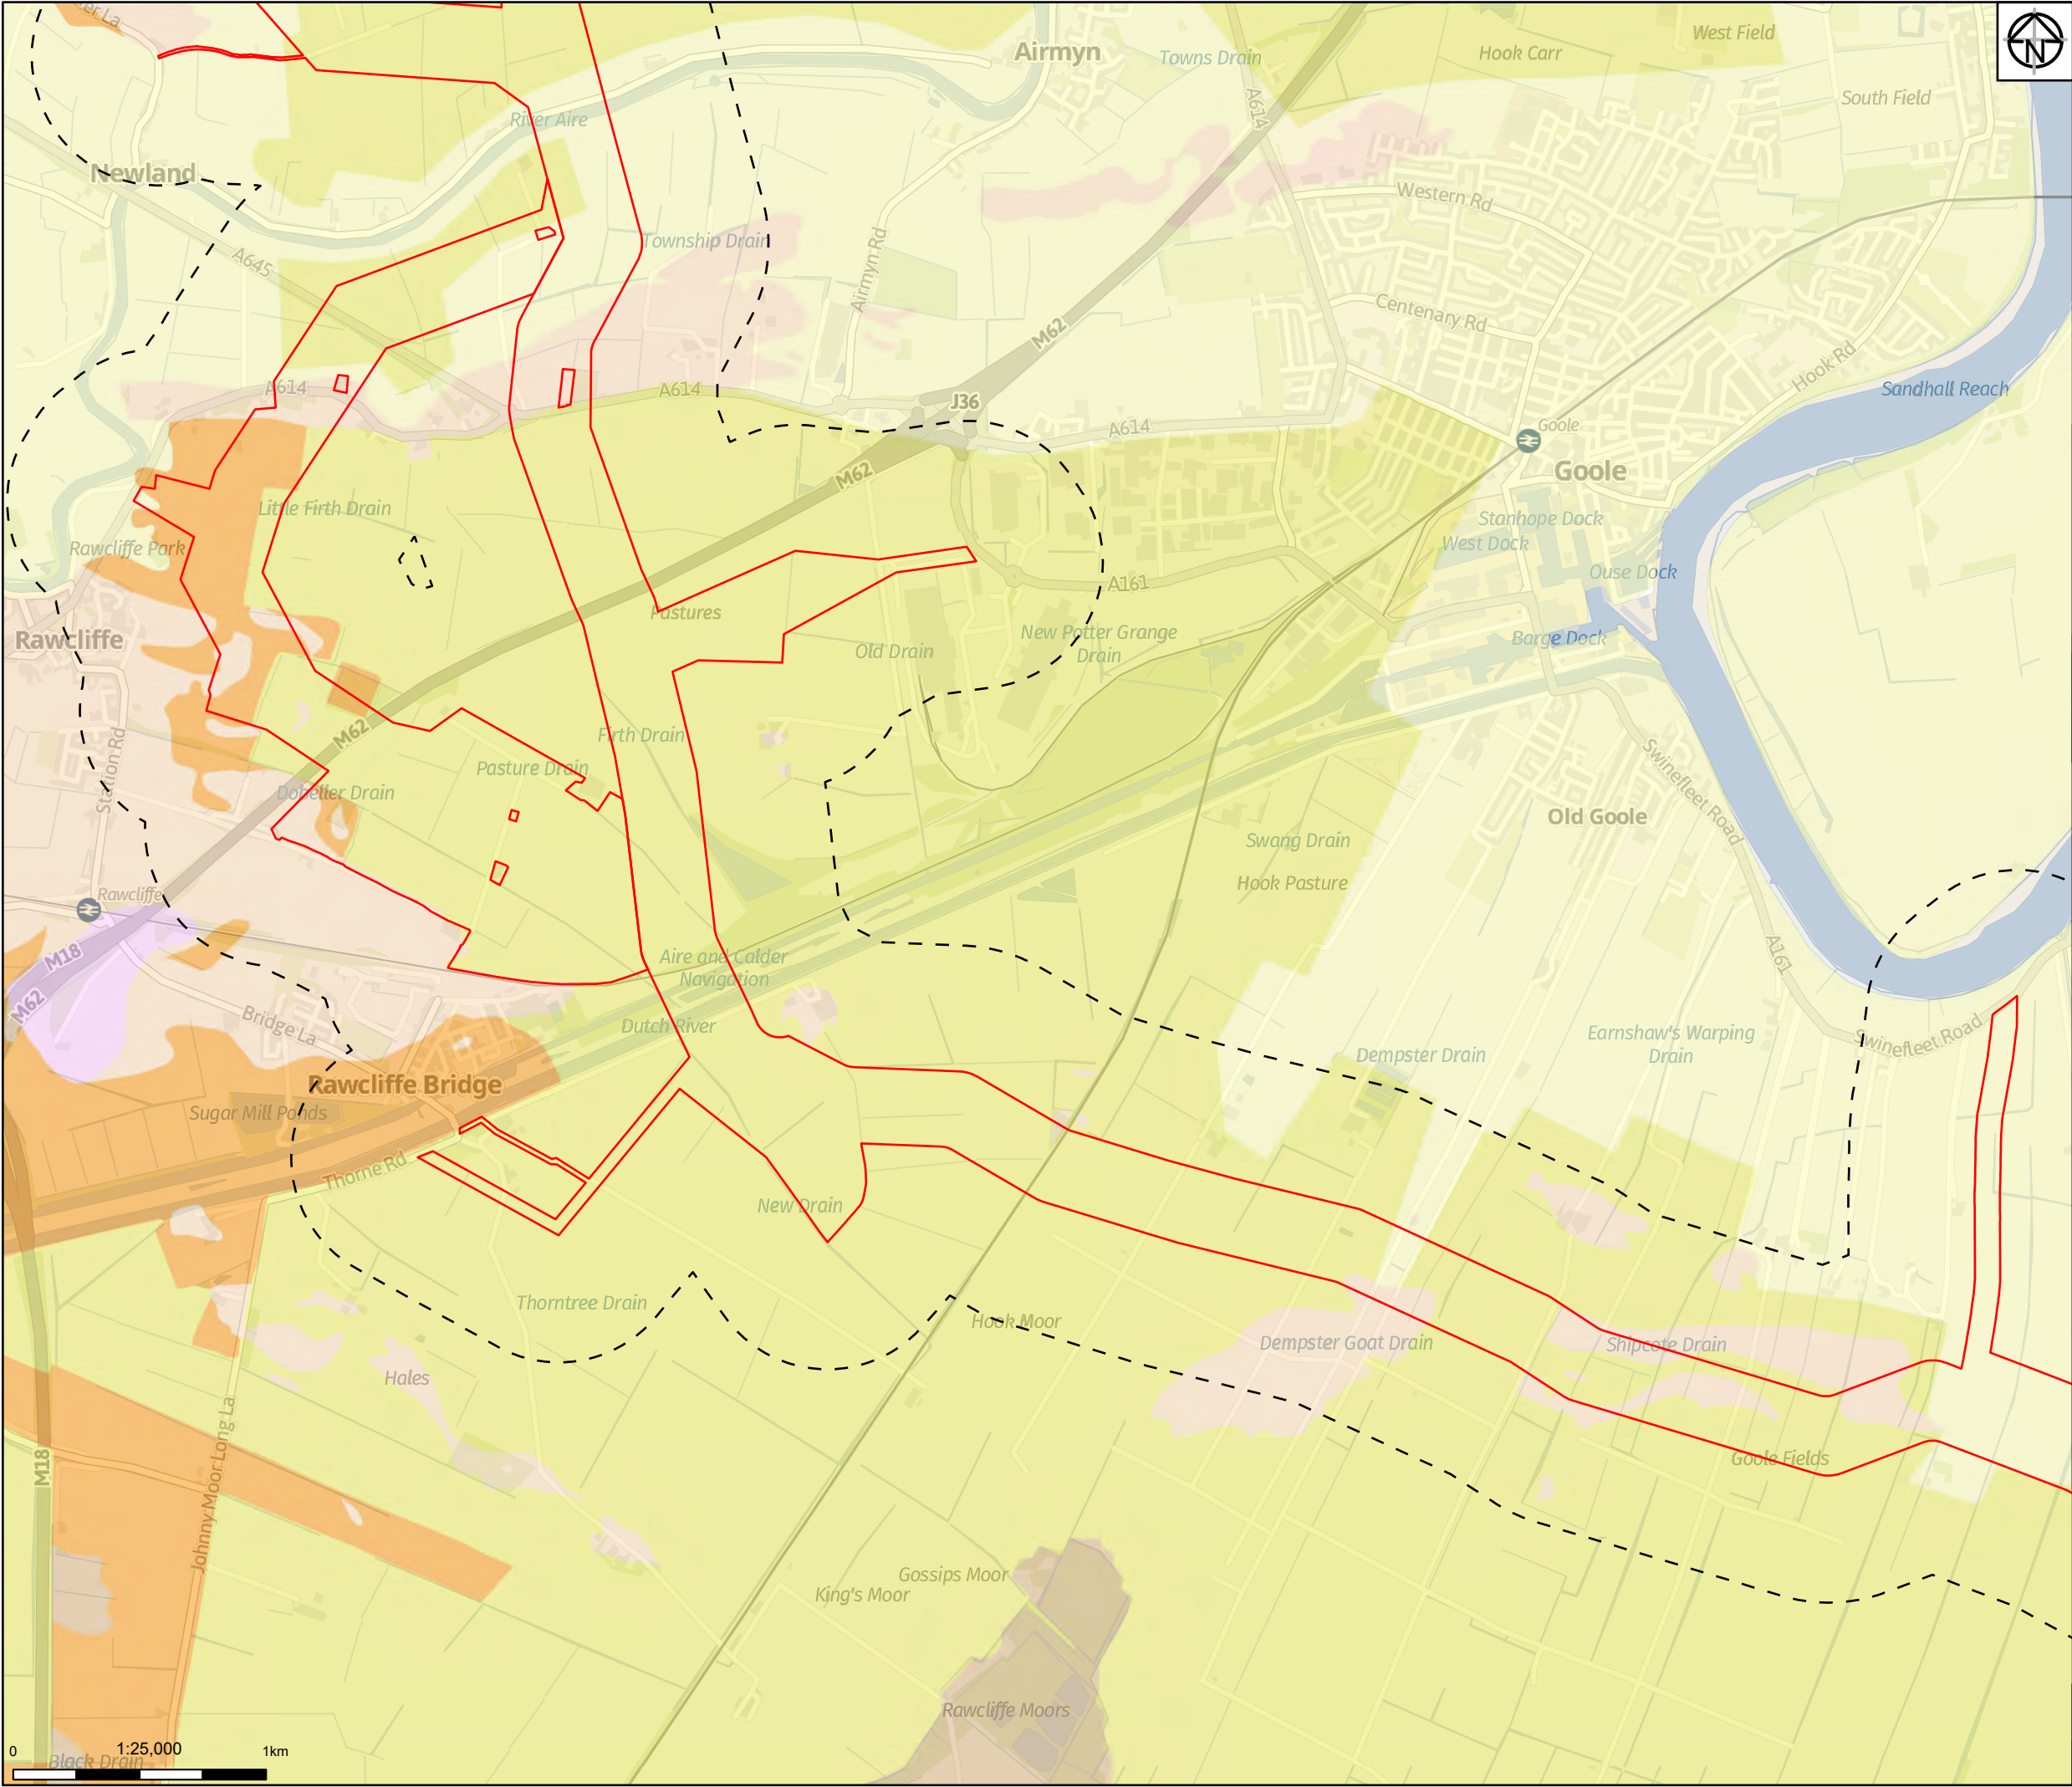 Airmyn
Towns Drain
Hook Carr
West Field
N
South Field
A614
River Aire
Newland
Western Rd
Township Drain
A645
Airmyn Rd
Centenary Rd
M62
Hook Rd
Sandhall Reach
A614
A614
J36
A614
Goole
Goole
M62
Little Firth Drain
Stanhope Dock
West Dock
Rawcliffe Park
Ouse Dock
A161
Pastures
Rawcliffe
Old Drain
New Potter Grange
Drain
Barge Dock
M62
Firth Drain
Pasture Drain
Station Rd
Dobeller Drain
Swinefleet Road
Old Goole
Swang Drain
Hook Pasture
Rawcliffe
M18
M62
A161
Aire and Calder
Navigation
Bridge La
Dutch River
Dempster Drain
Earnshaw's Warping
Drain
Swinefleet Road
Rawcliffe Bridge
Sugar Mill Ponds
Thorne Rd
New Drain
Thorntree Drain
Hook Moor
Dempster Goat Drain
Shipcote Drain
Hales
Johnny Moor Long La
M18
Goole Fields
Gossips Moor
King's Moor
Rawcliffe Moors
Black Drain
0
1:25,000
1km